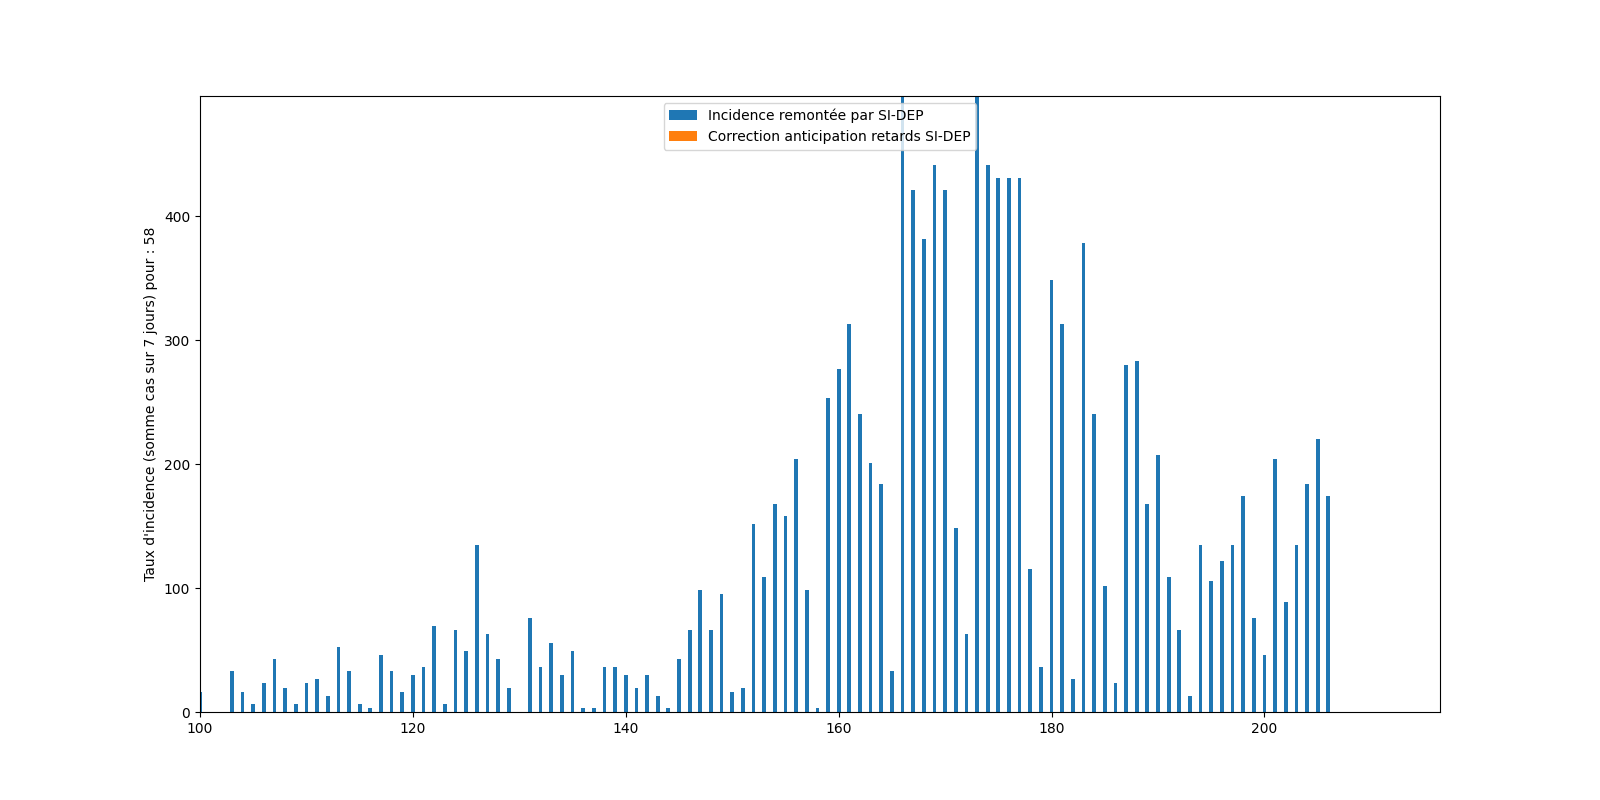 Incidence remontée par SI-DEP
Correction anticipation retards SI-DEP
Taux d'incidence (somme cas sur 7 jours) pour : 58
400
300
200
100
0
100 120 140 160 180 200